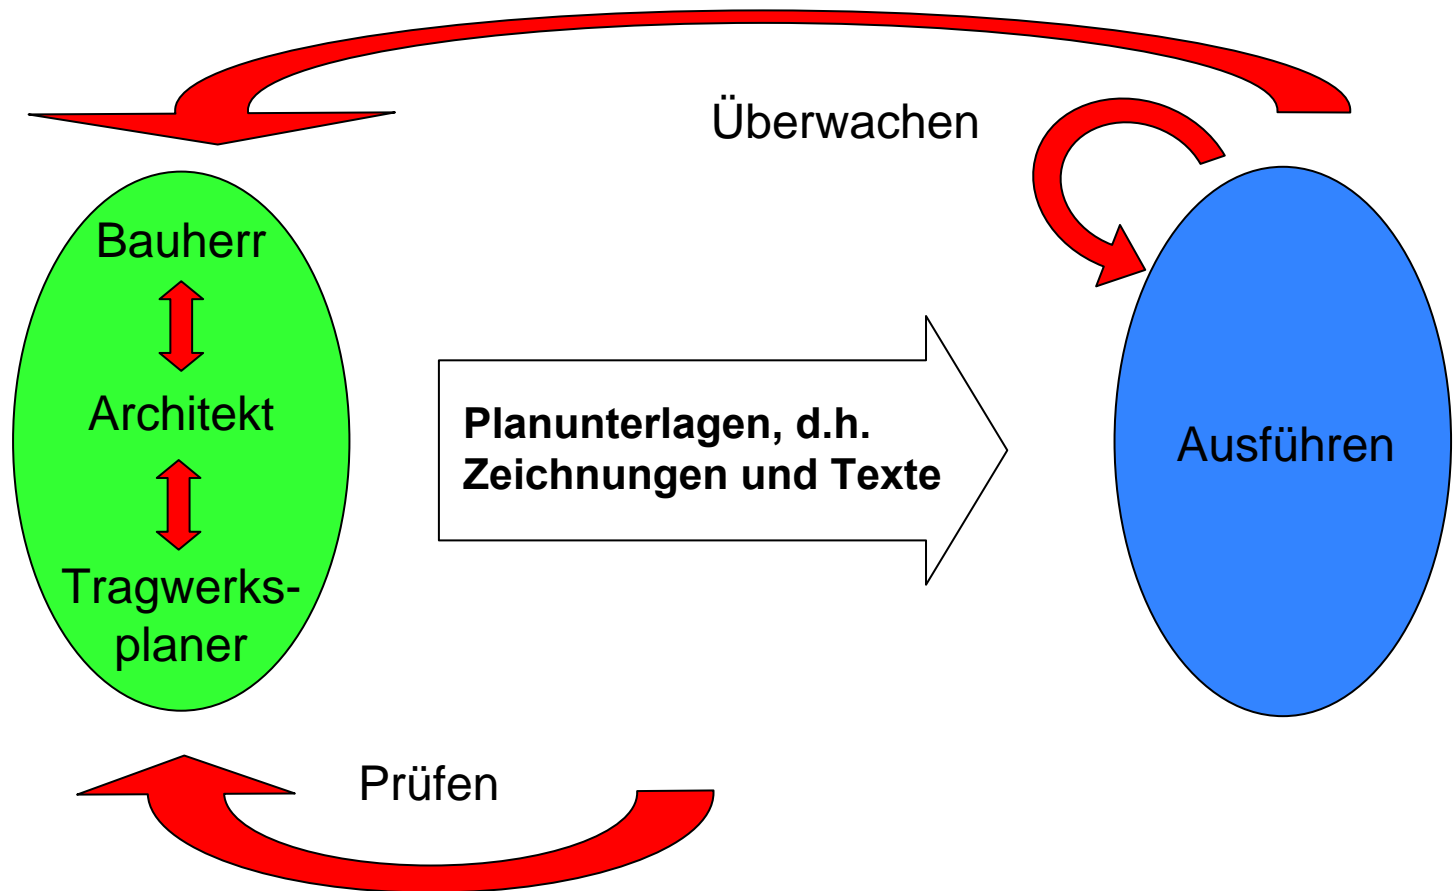 Überwachen
Bauherr
Architekt
Tragwerks-
planer
Planunterlagen, d.h.
Zeichnungen und Texte
Ausführen
Prüfen